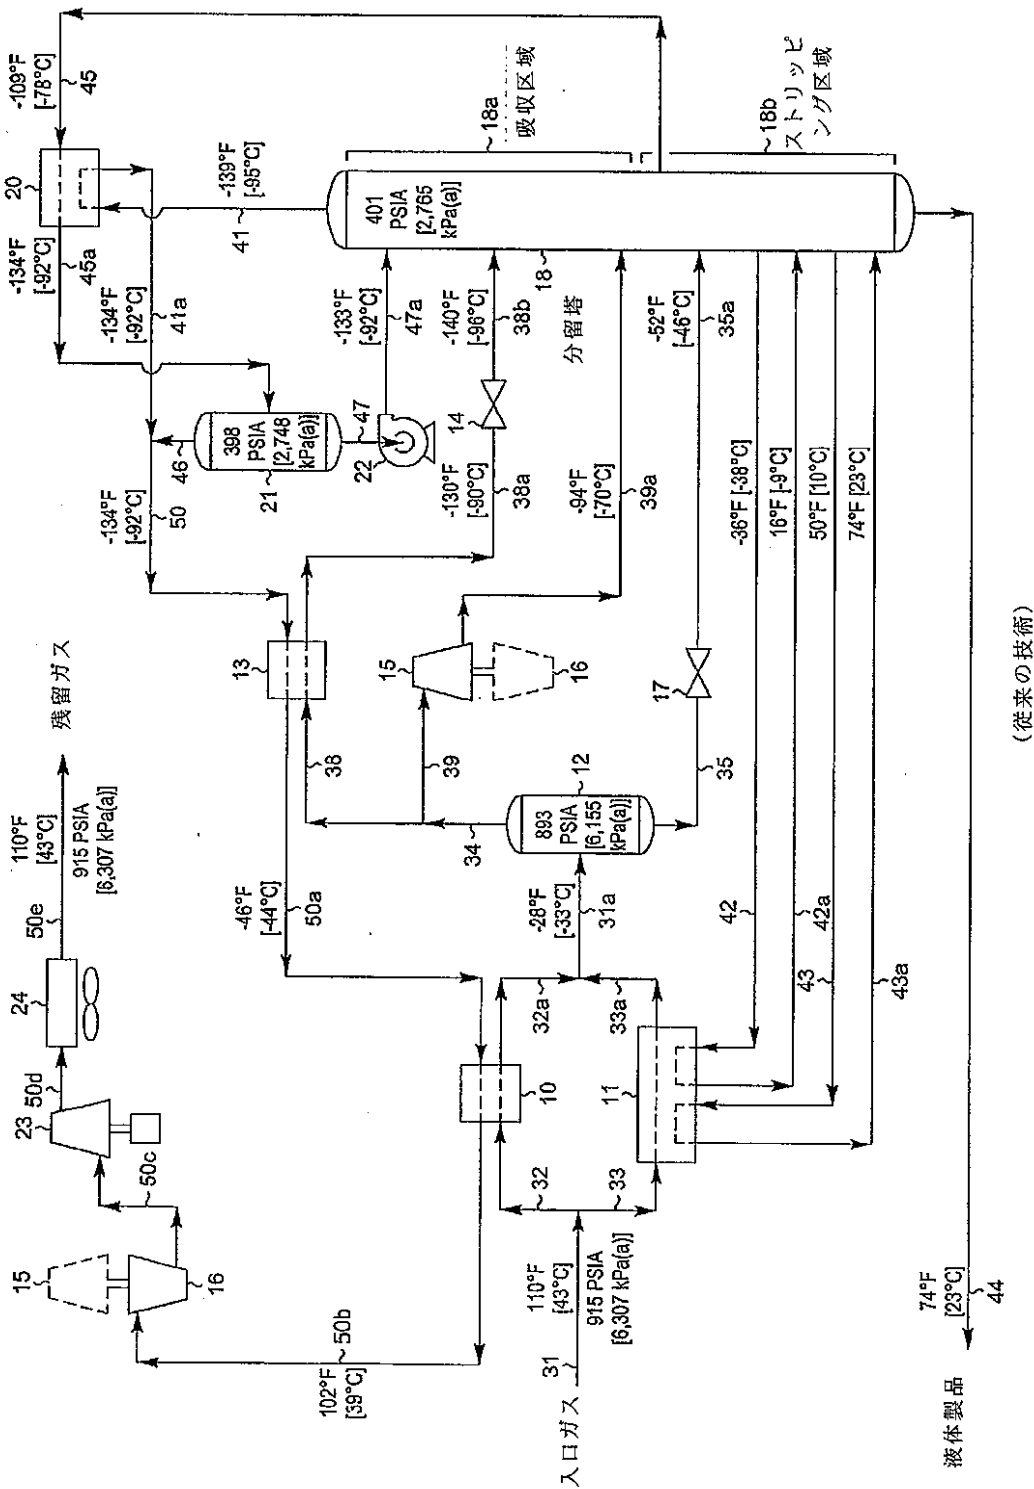 -109°F
[-78°C]
45
20
-134°F
[-92°C]
45a
-139°F
[-95°C]
41
-134°F
[-92°C]
41a
18a
吸収区域
18b
ストリッピ
ング区域
401
PSIA
[2,765
kPa(a)]
18
分留塔
-133°F
[-92°C]
47a
-140°F
[-96°C]
38b
14
-130°F
[-90°C]
38a
-94°F
[-70°C]
39a
-52°F
[-46°C]
35a
398
PSIA
[2,748
kPa(a)]
21
46
47
22
-134°F
[-92°C]
50
13
15
16
17
38
39
34
35
12
893
PSIA
[6,155
kPa(a)]
-28°F
[-33°C]
31a
-46°F
[-44°C]
50a
残留ガス
110°F
[43°C]
915 PSIA
[6,307 kPa(a)]
50e
24
50d
23
50c
15
16
50b
102°F
[39°C]
10
32a
33a
11
32
33
110°F
[43°C]
915 PSIA
[6,307 kPa(a)]
31
入口ガス
-36°F [-38°C]
16°F [-9°C]
50°F [10°C]
74°F [23°C]
42
42a
43
43a
74°F
[23°C]
44
液体製品
(従来の技術)